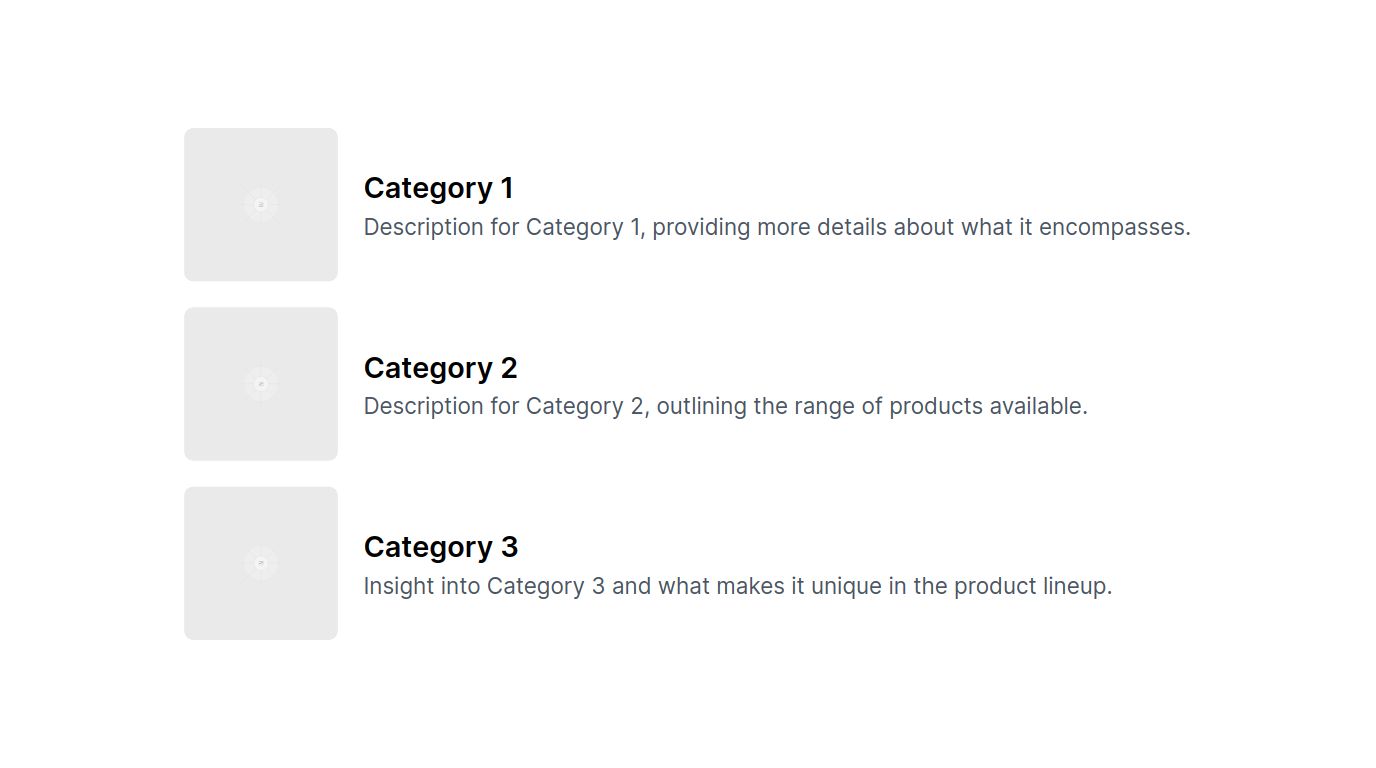 Category 1
Description for Category 1, providing more details about what it encompasses.
Category 2
Description for Category 2, outlining the range of products available.
Category 3
Insight into Category 3 and what makes it unique in the product lineup.